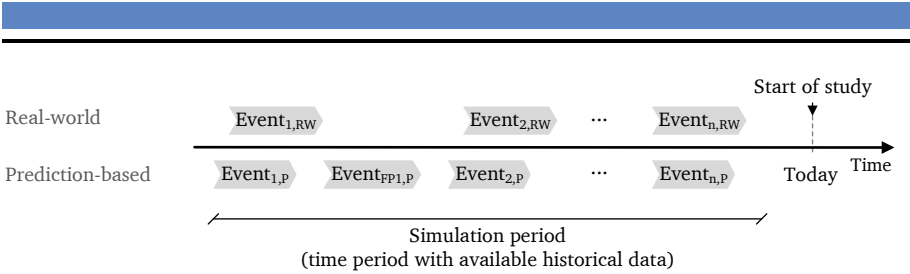 Start of study
Real-world Event1,RW Event2,RW ... Eventn,RW
Time
Prediction-based Event1,P EventFP1,P Event2,P ... Eventn,P Today
Simulation period
(time period with available historical data)